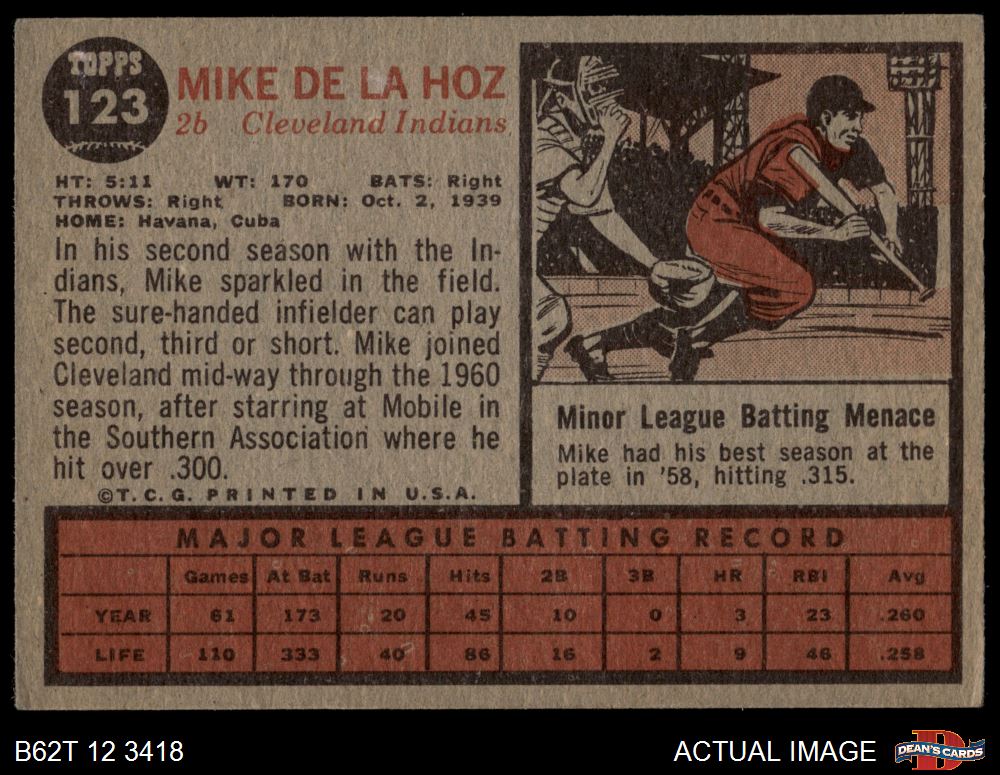 TOPPS
123
MIKE DE LA HOZ
2b Cleveland Indians
HT: 5:11 WT: 170 BATS: Right
THROWS: Right BORN: Oct. 2, 1939
HOME: Havana, Cuba
In his second season with the In-
dians, Mike sparkled in the field.
The sure-handed infielder can play
second, third or short. Mike joined
Cleveland mid-way through the 1960
season, after starring at Mobile in
the Southern Association where he
hit over .300.
©T.C.G. PRINTED IN U.S.A.
Minor League Batting Menace
Mike had his best season at the
plate in '58, hitting .315.
MAJOR LEAGUE BATTING RECORD
Games At Bat Runs Hits 2B 3B HR RBI Avg
YEAR 61 173 20 45 10 0 3 23 .260
LIFE 110 333 40 86 16 2 9 46 .258
B62T 12 3418
ACTUAL IMAGE
DEAN'S CARDS